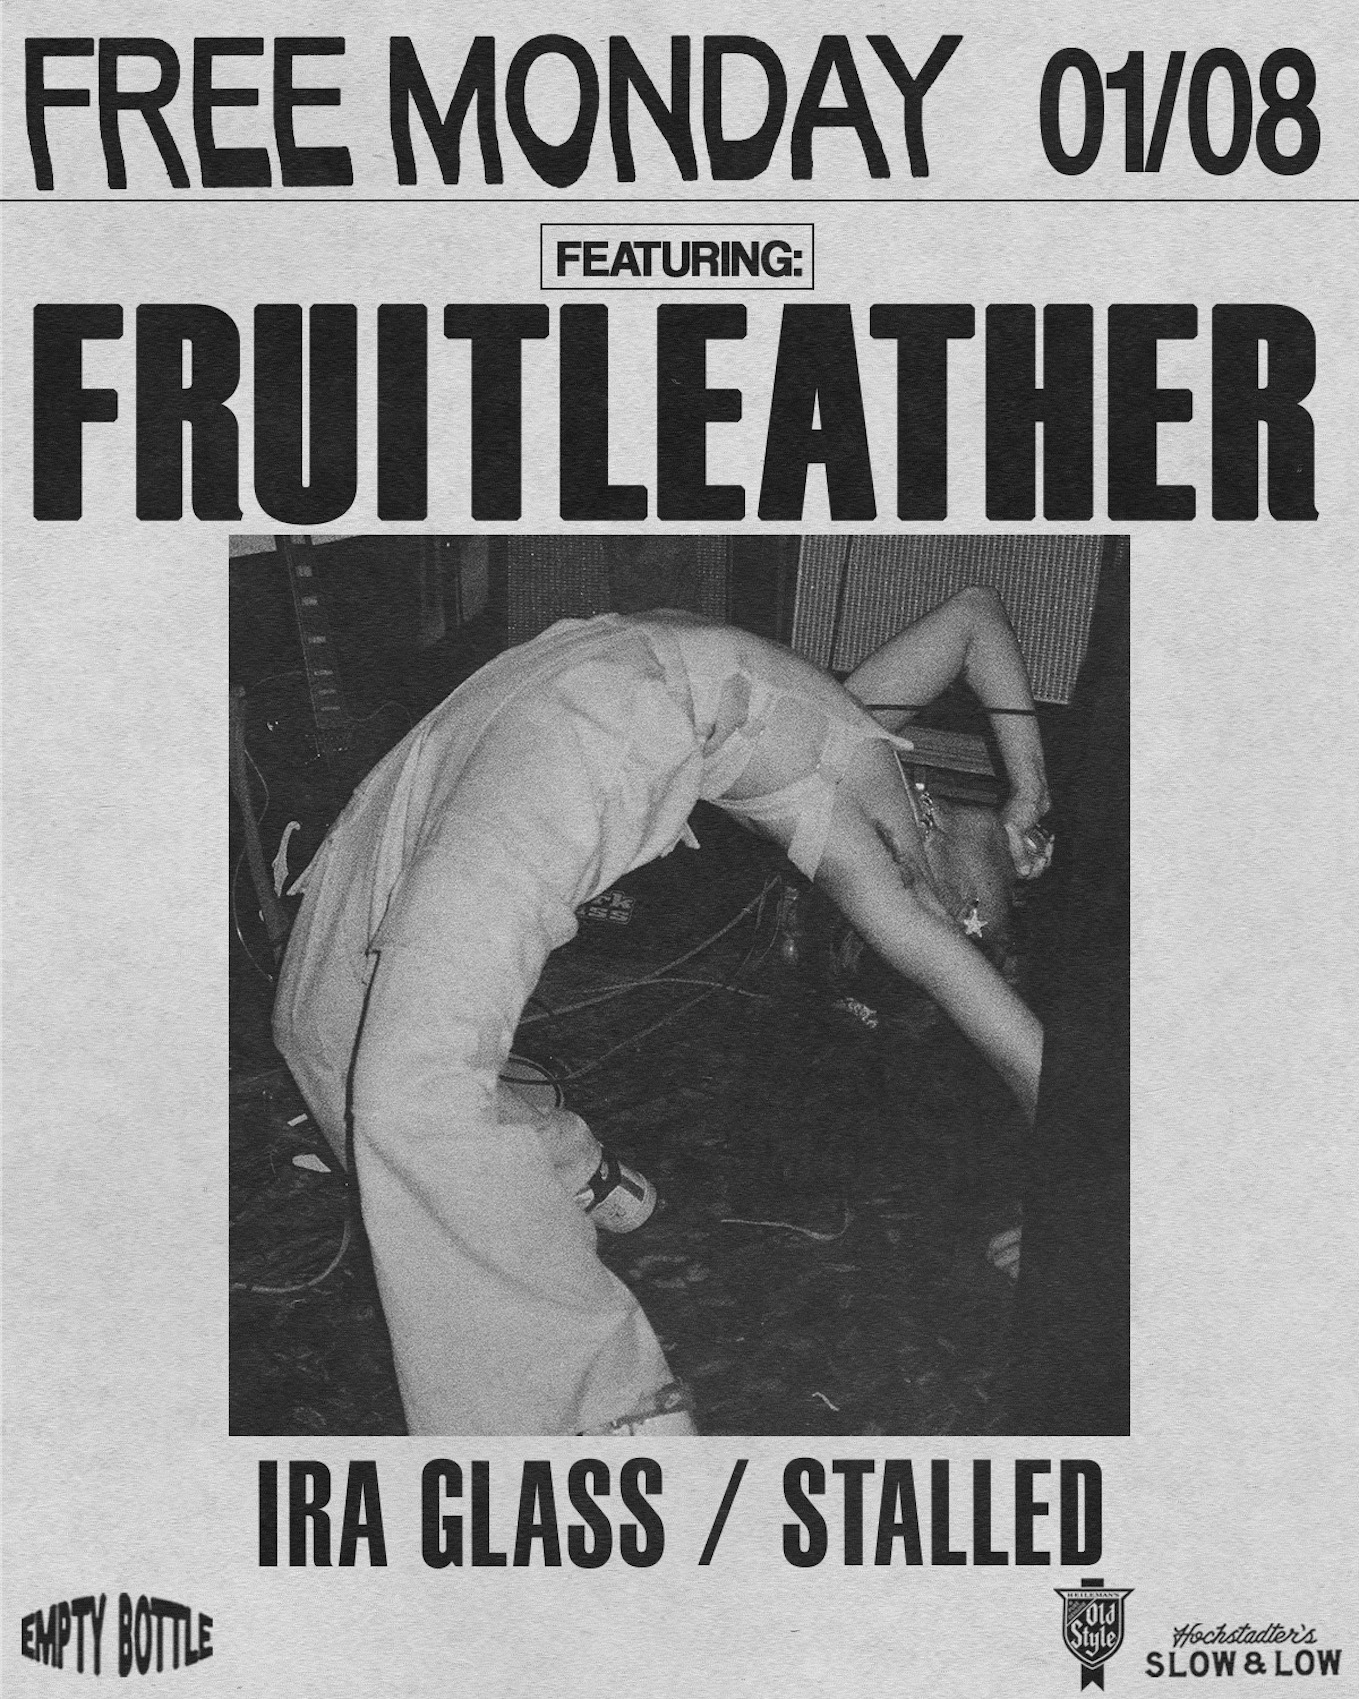 FREE MONDAY 01/08
FEATURING:
FRUITLEATHER
IRA GLASS / STALLED
EMPTY BOTTLE
HEILEMAN'S
Old
Style
Hochstadter's
SLOW & LOW